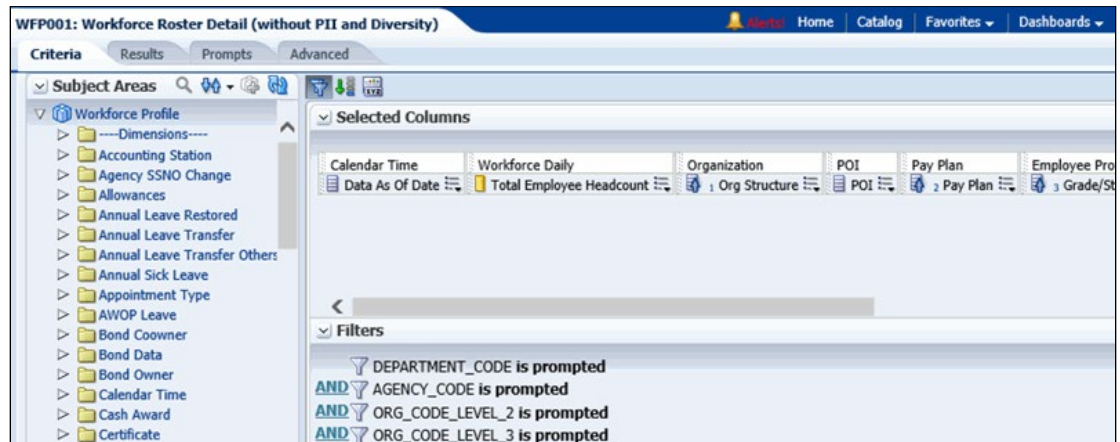 WFP001: Workforce Roster Detail (without PII and Diversity)
Alerts! Home Catalog Favorites Dashboards
Criteria Results Prompts Advanced
Subject Areas
Workforce Profile
----Dimensions----
Accounting Station
Agency SSNO Change
Allowances
Annual Leave Restored
Annual Leave Transfer
Annual Leave Transfer Others
Annual Sick Leave
Appointment Type
AWOP Leave
Bond Coowner
Bond Data
Bond Owner
Calendar Time
Cash Award
Certificate
XYZ
Selected Columns
Calendar Time Workforce Daily Organization POI Pay Plan Employee Pro
Data As Of Date Total Employee Headcount 1 Org Structure POI 2 Pay Plan 3 Grade/St
Filters
DEPARTMENT_CODE is prompted
AND AGENCY_CODE is prompted
AND ORG_CODE_LEVEL_2 is prompted
AND ORG_CODE_LEVEL_3 is prompted